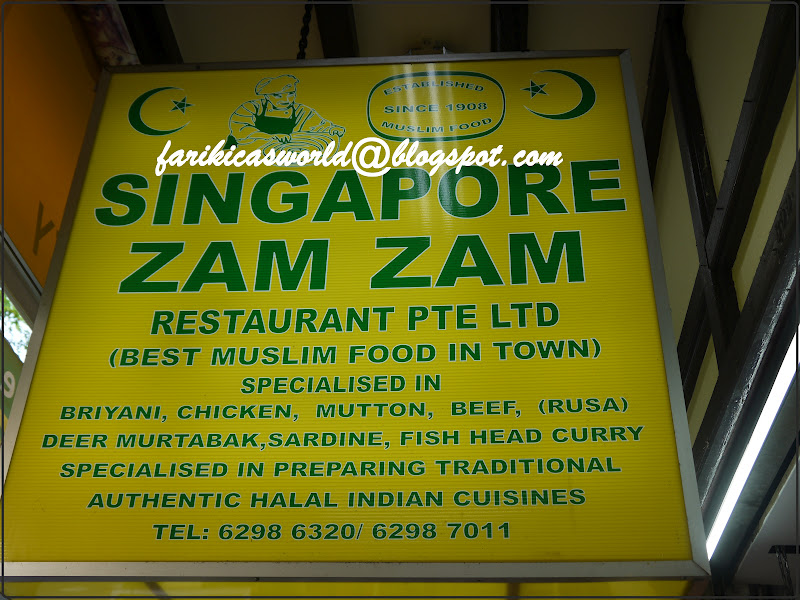 ESTABLISHED
SINCE 1908
MUSLIM FOOD
farikicasworld@blogspot.com
SINGAPORE
ZAM ZAM
RESTAURANT PTE LTD
(BEST MUSLIM FOOD IN TOWN)
SPECIALISED IN
BRIYANI, CHICKEN, MUTTON, BEEF, (RUSA)
DEER MURTABAK,SARDINE, FISH HEAD CURRY
SPECIALISED IN PREPARING TRADITIONAL
AUTHENTIC HALAL INDIAN CUISINES
TEL: 6298 6320/ 6298 7011